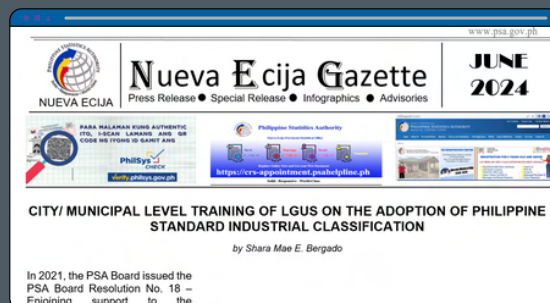 www.psa.gov.ph
Nueva Ecija Gazette
Press Release ● Special Release ● Infographics ● Advisories
NUEVA ECIJA
JUNE
2024
PARA MALAMAN KUNG AUTHENTIC
ITO, I-SCAN LAMANG ANG QR
CODE NG IYONG ID GAMIT ANG
PhilSys
CHECK
verify.philsys.gov.ph
Philippine Statistics Authority
https://crs-appointment.psahelpline.ph
Solid - Responsive - World-Class
CITY/ MUNICIPAL LEVEL TRAINING OF LGUS ON THE ADOPTION OF PHILIPPINE
STANDARD INDUSTRIAL CLASSIFICATION
by Shara Mae E. Bergado
In 2021, the PSA Board issued the
PSA Board Resolution No. 18 –
Enjoining support to the